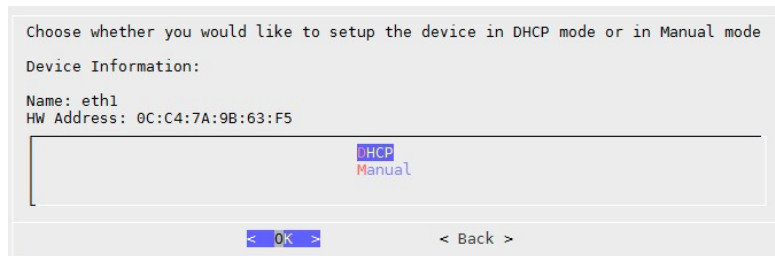 Choose whether you would like to setup the device in DHCP mode or in Manual mode
Device Information:
Name: eth1
HW Address: 0C:C4:7A:9B:63:F5
DHCP
Manual
< OK > < Back >